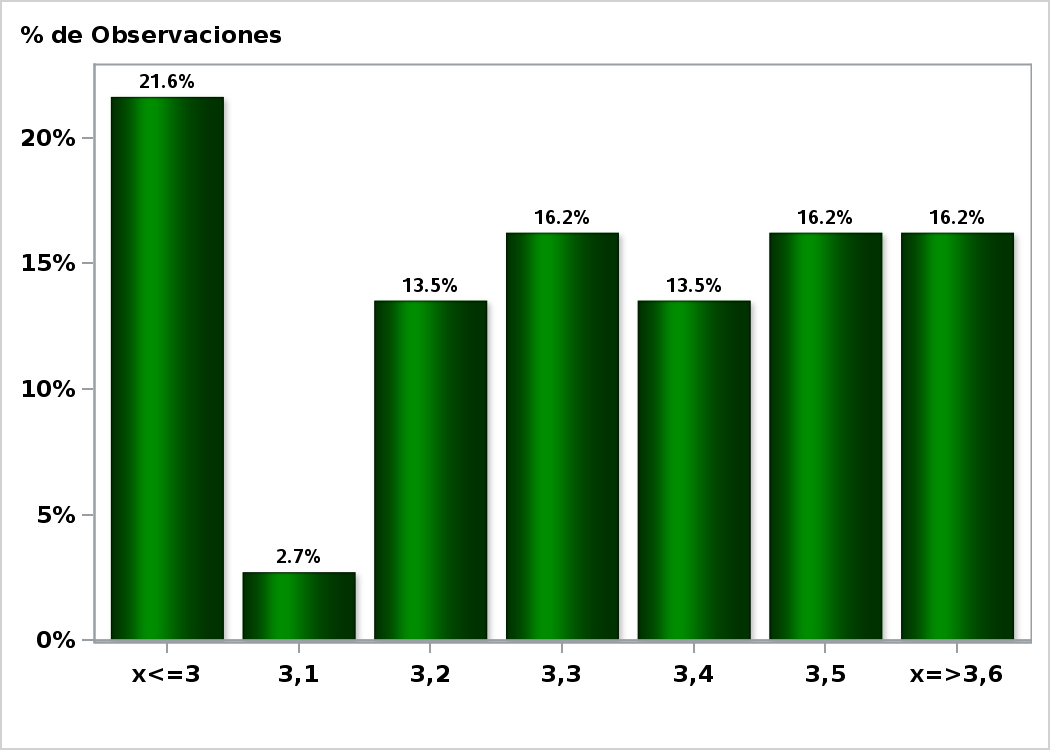 % de Observaciones
21.6%
20%
16.2% 16.2% 16.2%
15%
13.5% 13.5%
10%
5%
2.7%
0%
x<=3 3,1 3,2 3,3 3,4 3,5 x=>3,6